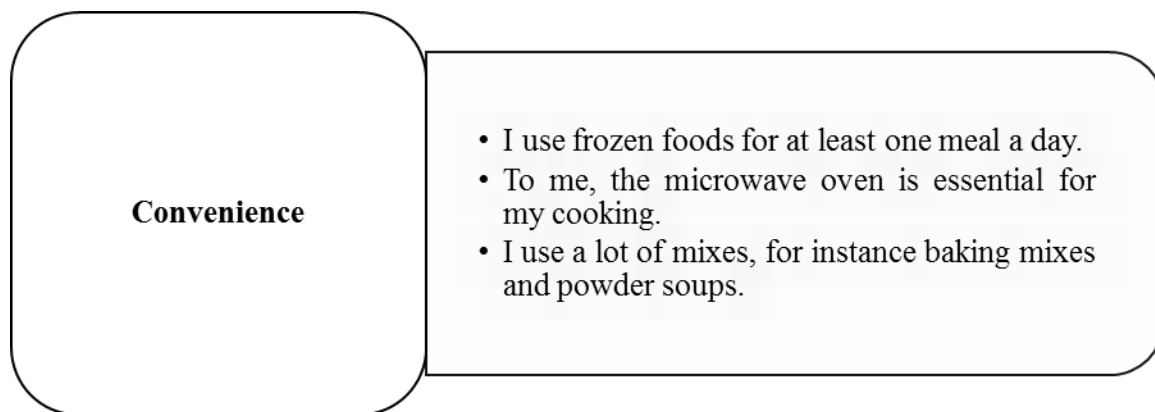 Convenience
• I use frozen foods for at least one meal a day.
• To me, the microwave oven is essential for
my cooking.
• I use a lot of mixes, for instance baking mixes
and powder soups.